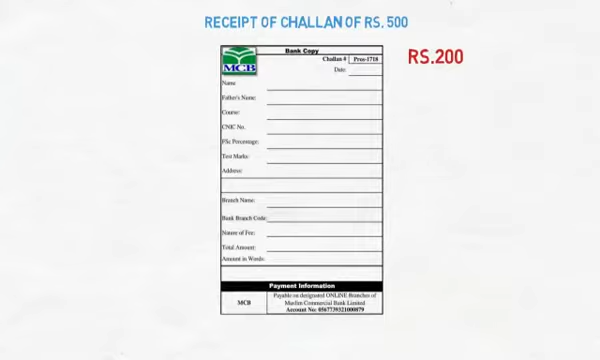 RECEIPT OF CHALLAN OF RS. 500
RS.200
Bank Copy
MCB
Challan # Pros-1718
Date:
Name
Father's Name:
Course:
CNIC No.
FSc Percentage:
Test Marks:
Address:
Branch Name:
Bank Branch Code:
Nature of Fee:
Total Amount:
Amount in Words:
Payment Information
MCB
Payable on designated ONLINE Branches of
Muslim Commercial Bank Limited
Account No: 0567739321000879